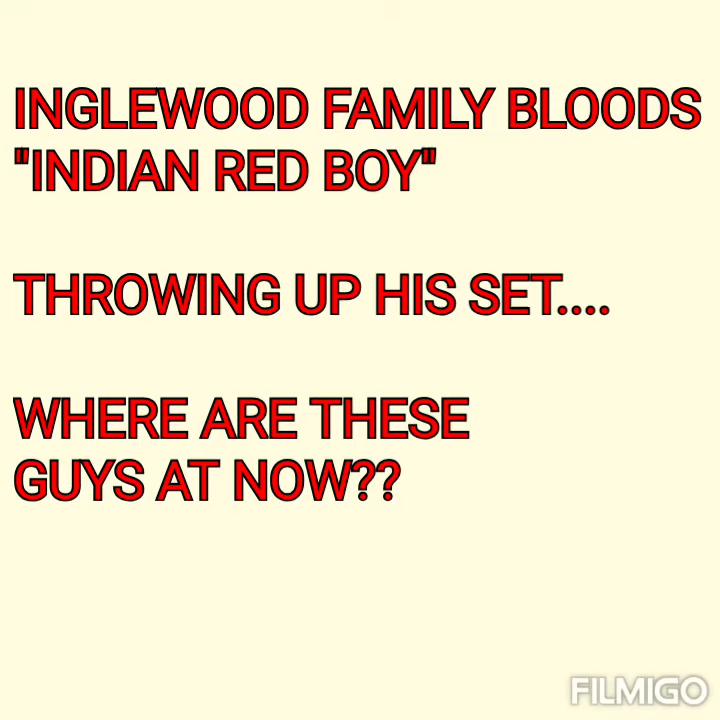 INGLEWOOD FAMILY BLOODS
"INDIAN RED BOY"
THROWING UP HIS SET....
WHERE ARE THESE
GUYS AT NOW??
FILMIGO